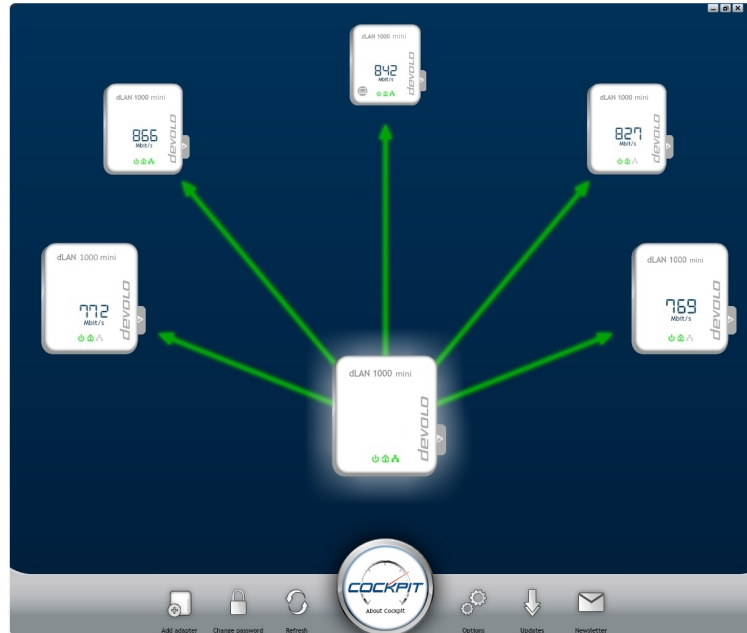 dLAN 1000 mini
842
Mbit/s
devolo
dLAN 1000 mini
866
Mbit/s
devolo
dLAN 1000 mini
827
Mbit/s
devolo
dLAN 1000 mini
772
Mbit/s
devolo
dLAN 1000 mini
769
Mbit/s
devolo
dLAN 1000 mini
devolo
COCKPIT
About Cockpit
Add adapter
Change password
Refresh
Options
Updates
Newsletter